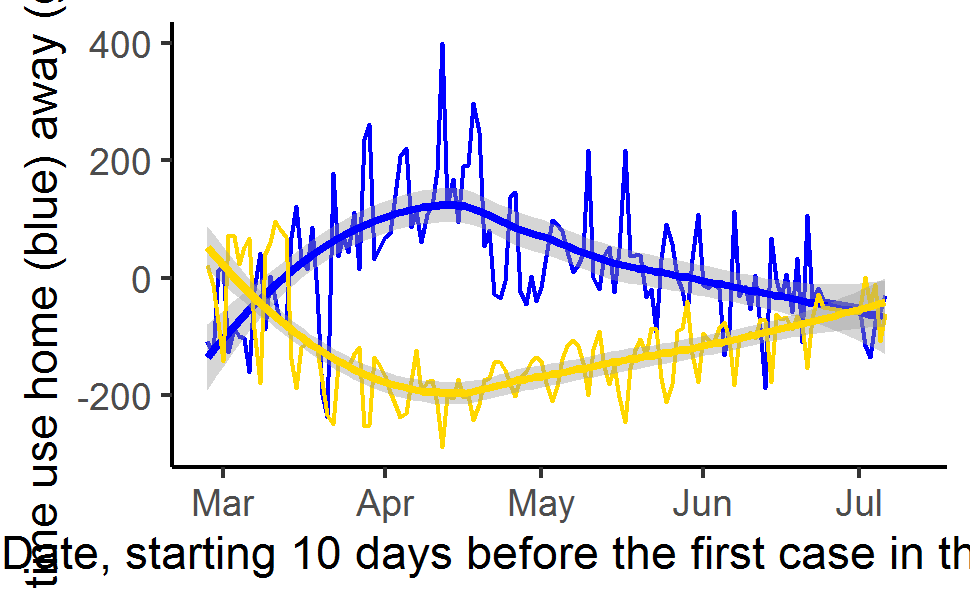 time use home (blue) away (
400
200
0
-200
Mar Apr May Jun Jul
Date, starting 10 days before the first case in th